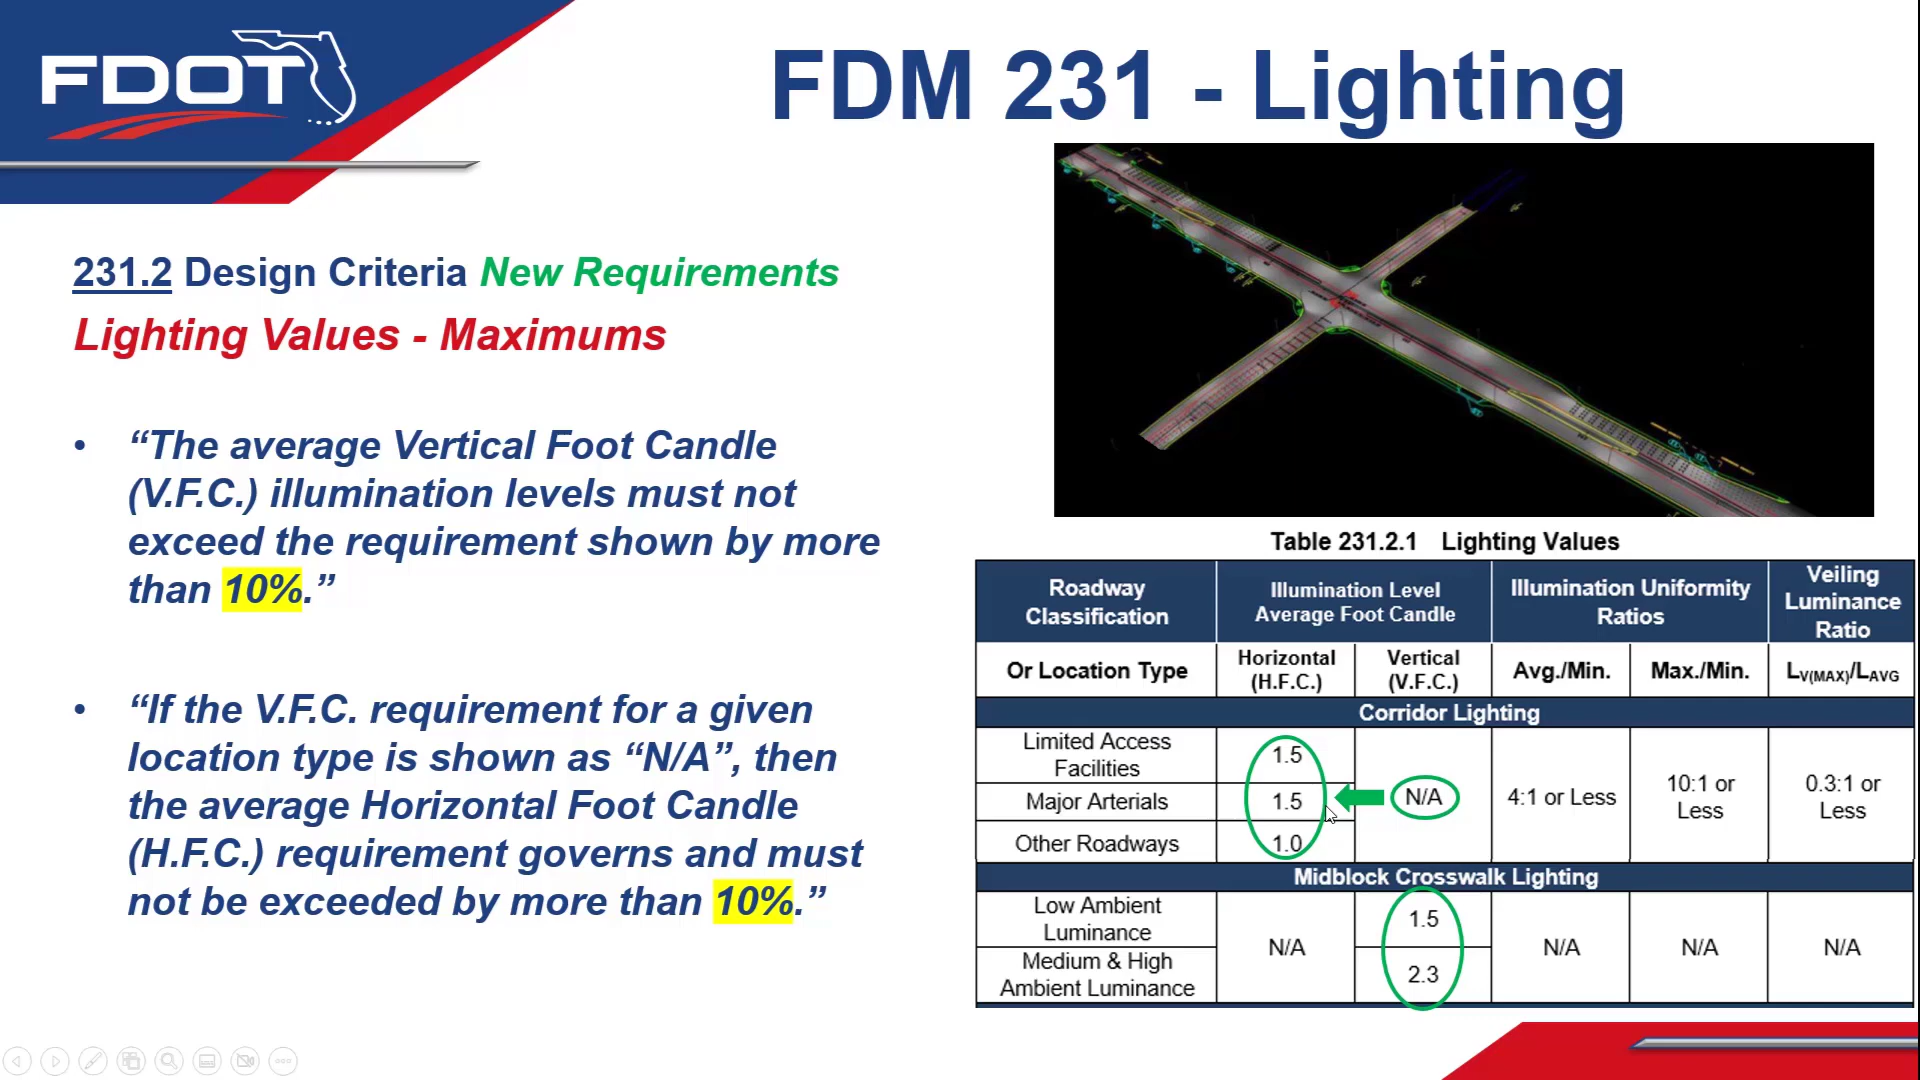 FDOT
FDM 231 - Lighting
231.2 Design Criteria New Requirements
Lighting Values - Maximums
• “The average Vertical Foot Candle
(V.F.C.) illumination levels must not
exceed the requirement shown by more
than 10%.”
• “If the V.F.C. requirement for a given
location type is shown as “N/A”, then
the average Horizontal Foot Candle
(H.F.C.) requirement governs and must
not be exceeded by more than 10%.”
Table 231.2.1 Lighting Values
Roadway
Classification
Illumination Level
Average Foot Candle
Illumination Uniformity
Ratios
Veiling
Luminance
Ratio
Or Location Type
Horizontal
(H.F.C.)
Vertical
(V.F.C.)
Avg./Min.
Max./Min.
LV(MAX)/LAVG
Corridor Lighting
Limited Access
Facilities
1.5
Major Arterials
1.5
Other Roadways
1.0
N/A
4:1 or Less
10:1 or
Less
0.3:1 or
Less
Midblock Crosswalk Lighting
Low Ambient
Luminance
Medium & High
Ambient Luminance
N/A
1.5
2.3
N/A
N/A
N/A